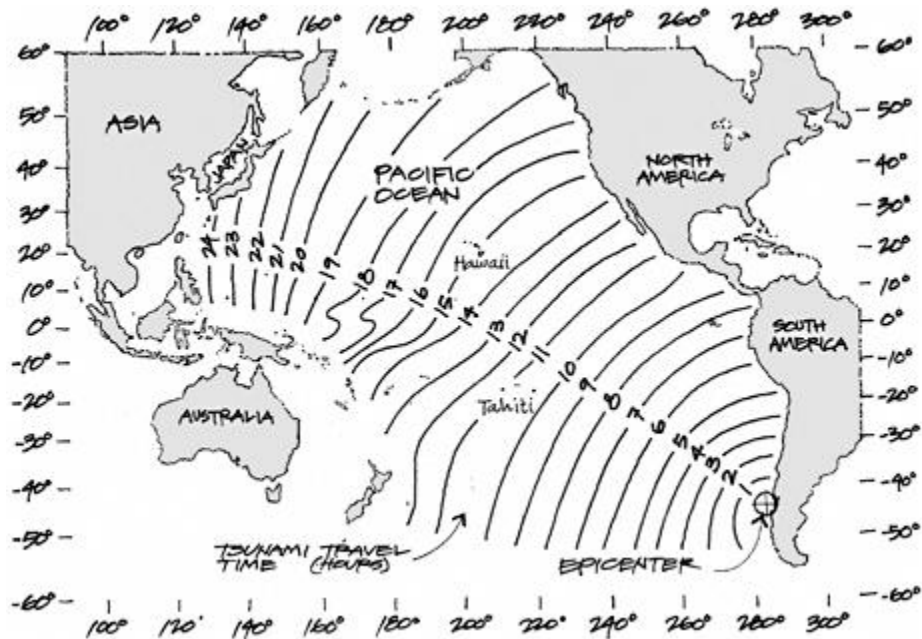 100° 120° 140° 160° 180° 200° 220° 240° 260° 280° 300°
60° 60°
ASIA
50° 50°
JAPAN
PACIFIC
OCEAN
NORTH
AMERICA
40° 40°
30° 30°
20° 20°
Hawaii
24 23 22 21 20 19 18 17 16 15 14 13 12 11 10 9 8 7 6 5 4 3 2 1
10° 10°
0° 0°
SOUTH
AMERICA
-10° -10°
Tahiti
-20° -20°
AUSTRALIA
-30° -30°
-40° -40°
-50° -50°
TSUNAMI TRAVEL
TIME (HOURS)
EPICENTER
-60° -60°
100° 120° 140° 160° 180° 200° 220° 240° 260° 280° 300°